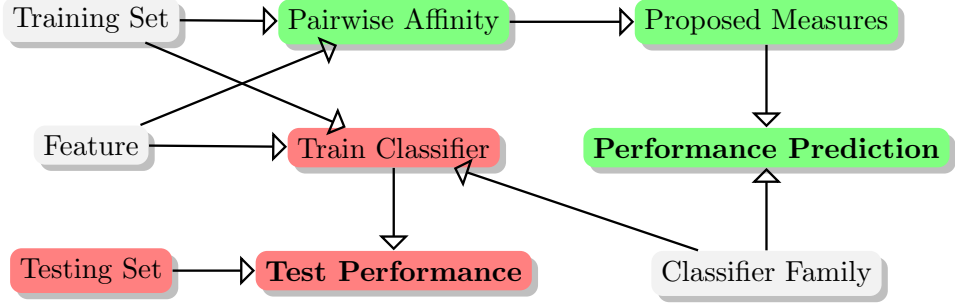 Training Set
Pairwise Affinity
Proposed Measures
Feature
Train Classifier
Performance Prediction
Testing Set
Test Performance
Classifier Family